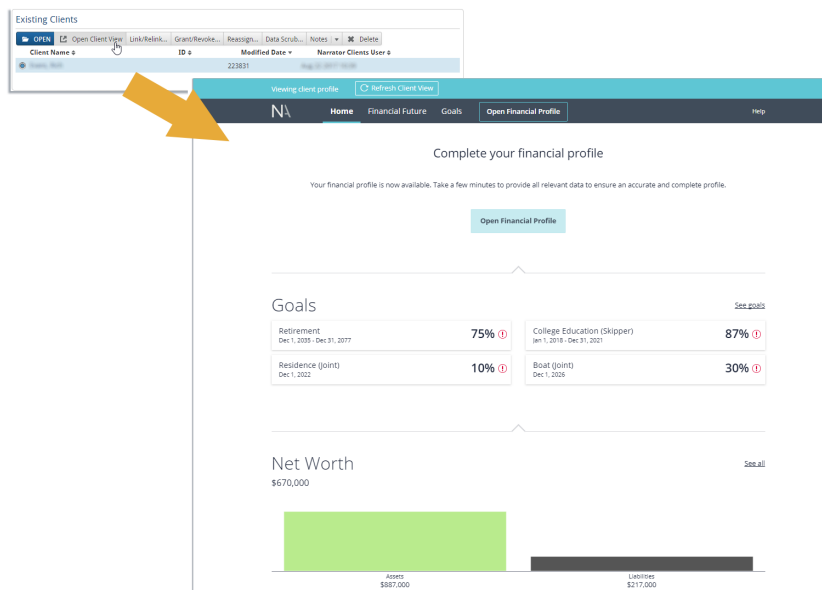 Existing Clients
OPEN Open Client View Link/Relink... Grant/Revoke... Reassign... Data Scrub... Notes Delete
Client Name ID Modified Date Narrator Clients User
223831
Viewing client profile Refresh Client View
NA Home Financial Future Goals Open Financial Profile Help
Complete your financial profile
Your financial profile is now available. Take a few minutes to provide all relevant data to ensure an accurate and complete profile.
Open Financial Profile
Goals See goals
Retirement 75%
Dec 1, 2035 - Dec 31, 2077
College Education (Skipper) 87%
Jan 1, 2018 - Dec 31, 2021
Residence (Joint) 10%
Dec 1, 2022
Boat (Joint) 30%
Dec 1, 2026
Net Worth See all
$670,000
Assets
$887,000
Liabilities
$217,000